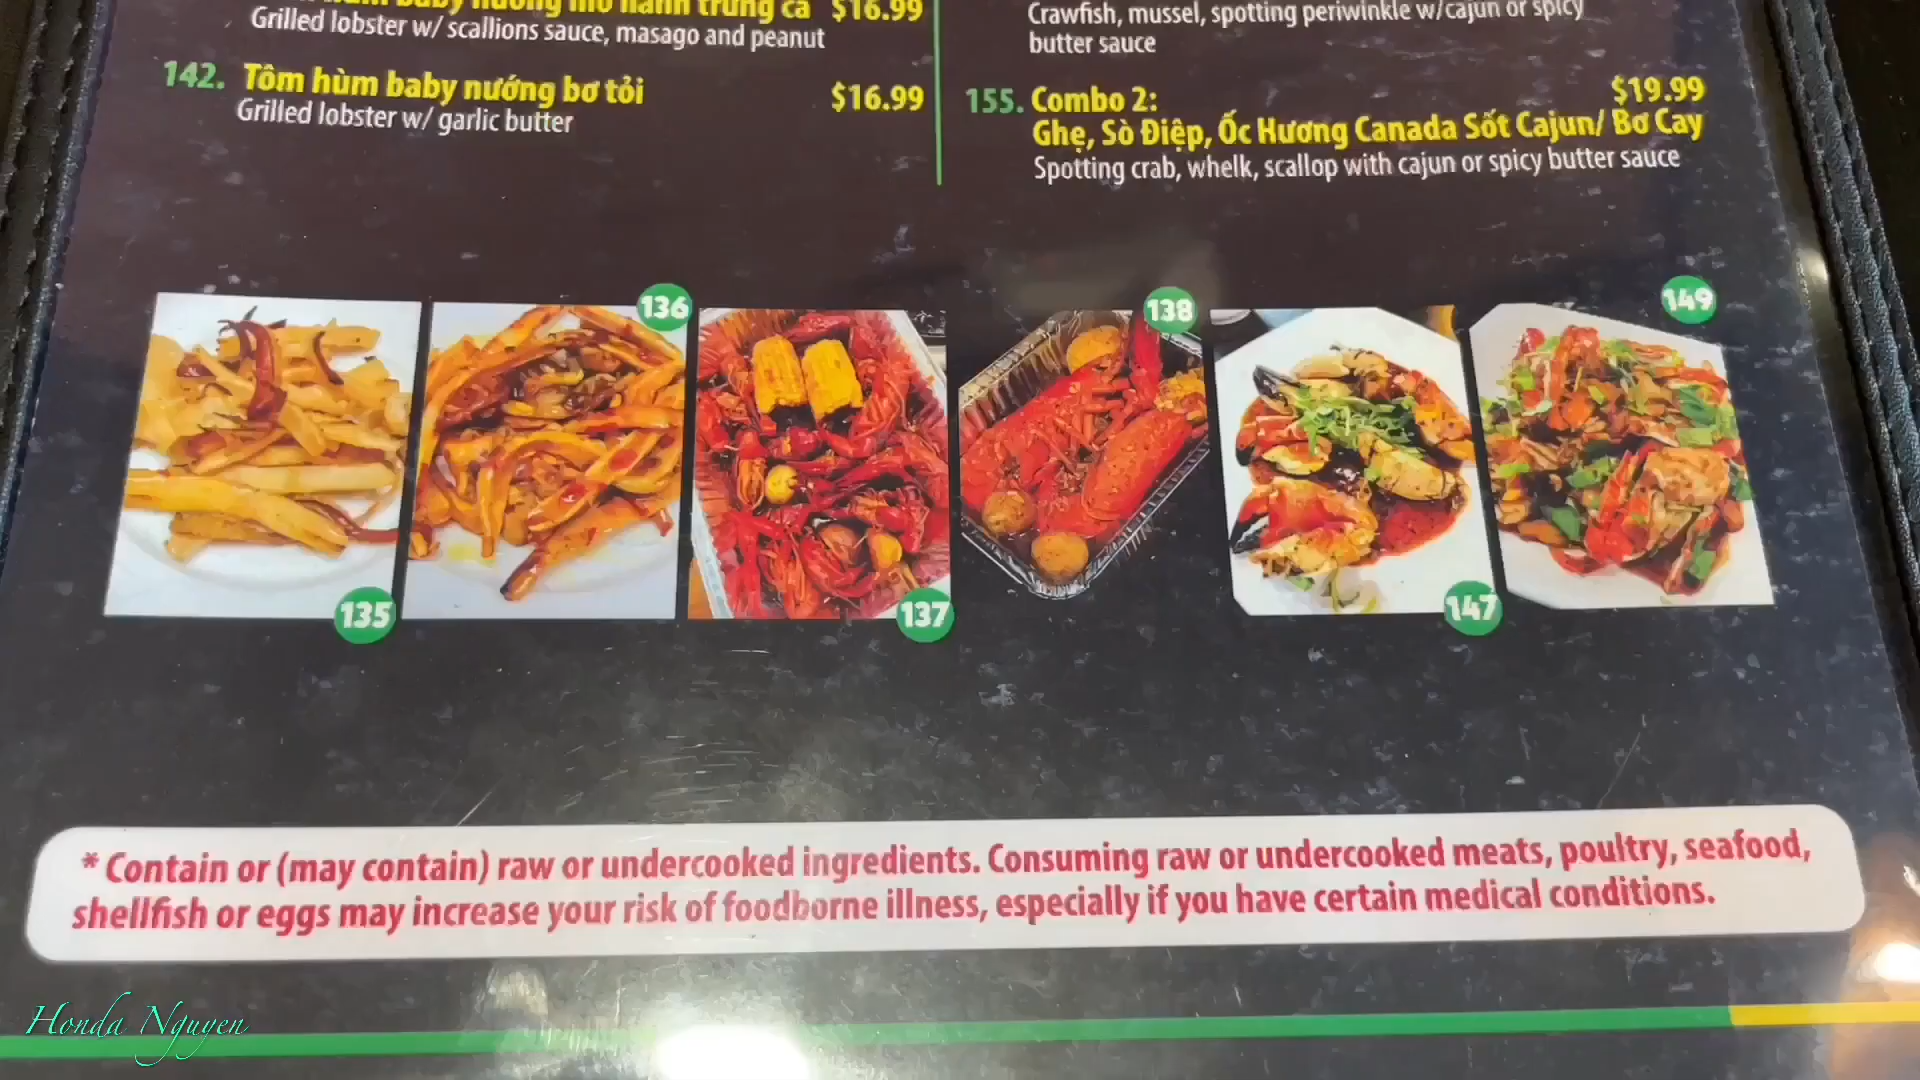 baby nướng mỡ hành trứng cá $16.99
Grilled lobster w/ scallions sauce, masago and peanut
142. Tôm hùm baby nướng bơ tỏi $16.99
Grilled lobster w/ garlic butter
Crawfish, mussel, spotting periwinkle w/cajun or spicy
butter sauce
155. Combo 2: $19.99
Ghẹ, Sò Điệp, Ốc Hương Canada Sốt Cajun/ Bơ Cay
Spotting crab, whelk, scallop with cajun or spicy butter sauce
135
136
137
138
147
149
* Contain or (may contain) raw or undercooked ingredients. Consuming raw or undercooked meats, poultry, seafood,
shellfish or eggs may increase your risk of foodborne illness, especially if you have certain medical conditions.
Honda Nguyen